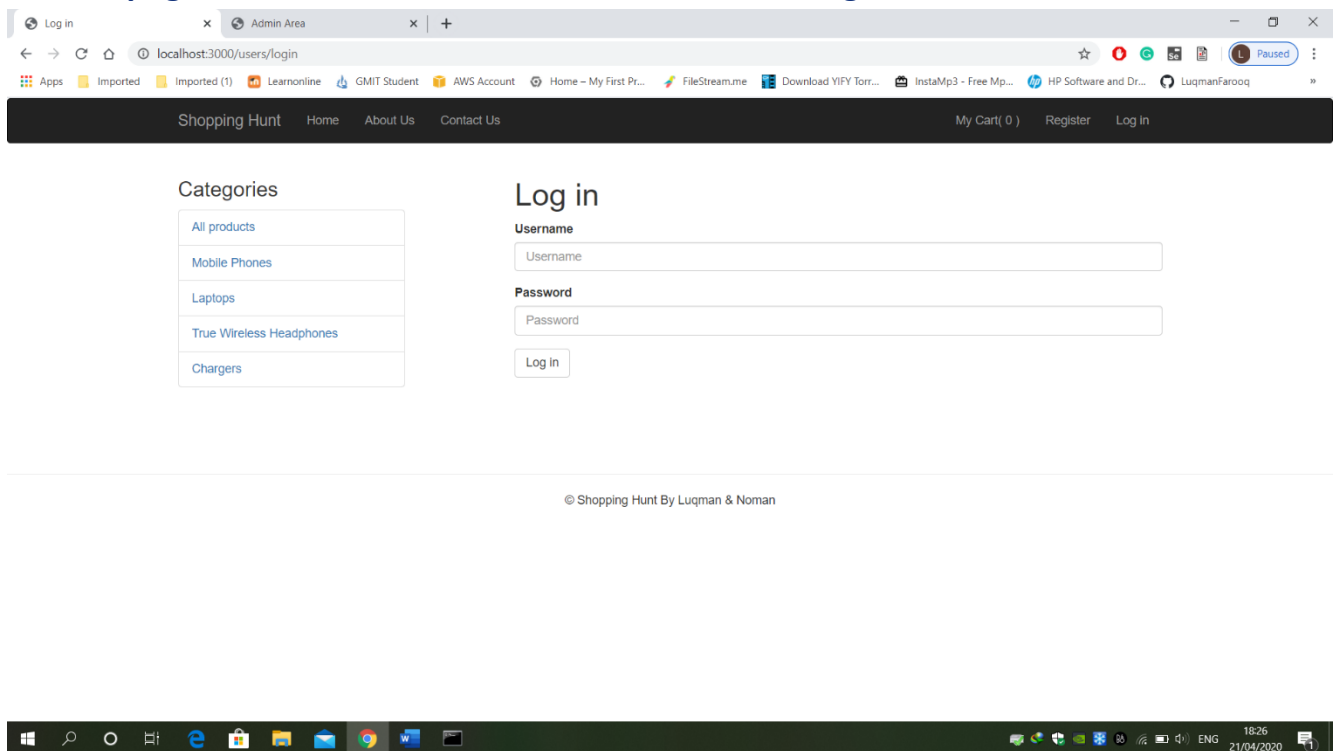 Log in
Admin Area
localhost:3000/users/login
Paused
Apps Imported Imported (1) Learnonline GMIT Student AWS Account Home – My First Pr... FileStream.me Download YIFY Torr... InstaMp3 - Free Mp... HP Software and Dr... LuqmanFarooq »
Shopping Hunt Home About Us Contact Us My Cart( 0 ) Register Log in
Categories
All products
Mobile Phones
Laptops
True Wireless Headphones
Chargers
Log in
Username
Username
Password
Password
Log in
© Shopping Hunt By Luqman & Noman
ENG
18:26
21/04/2020